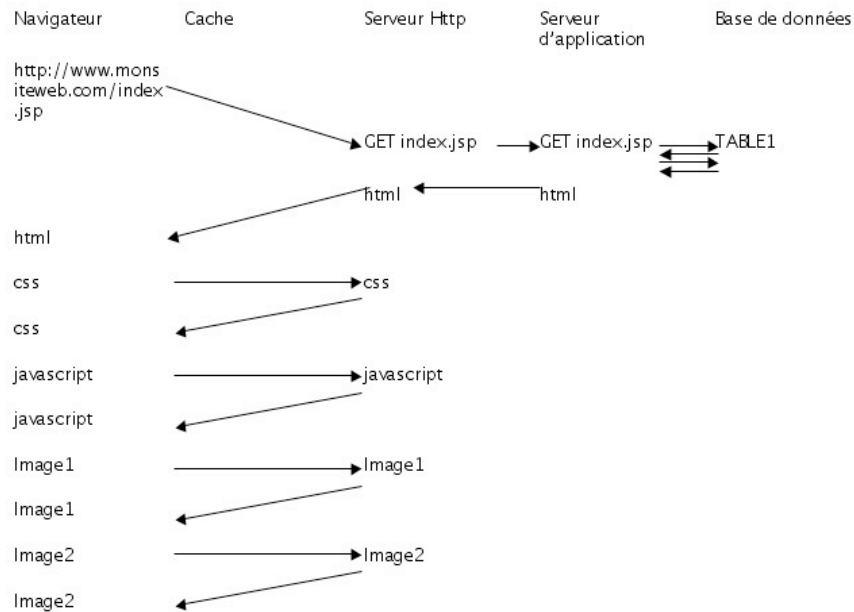 Navigateur Cache Serveur Http Serveur Base de données
d'application
http://www.mons
iteweb.com/index
.jsp
GET index.jsp GET index.jsp TABLE1
html html
html
css css
css
javascript javascript
javascript
Image1 Image1
Image1
Image2 Image2
Image2